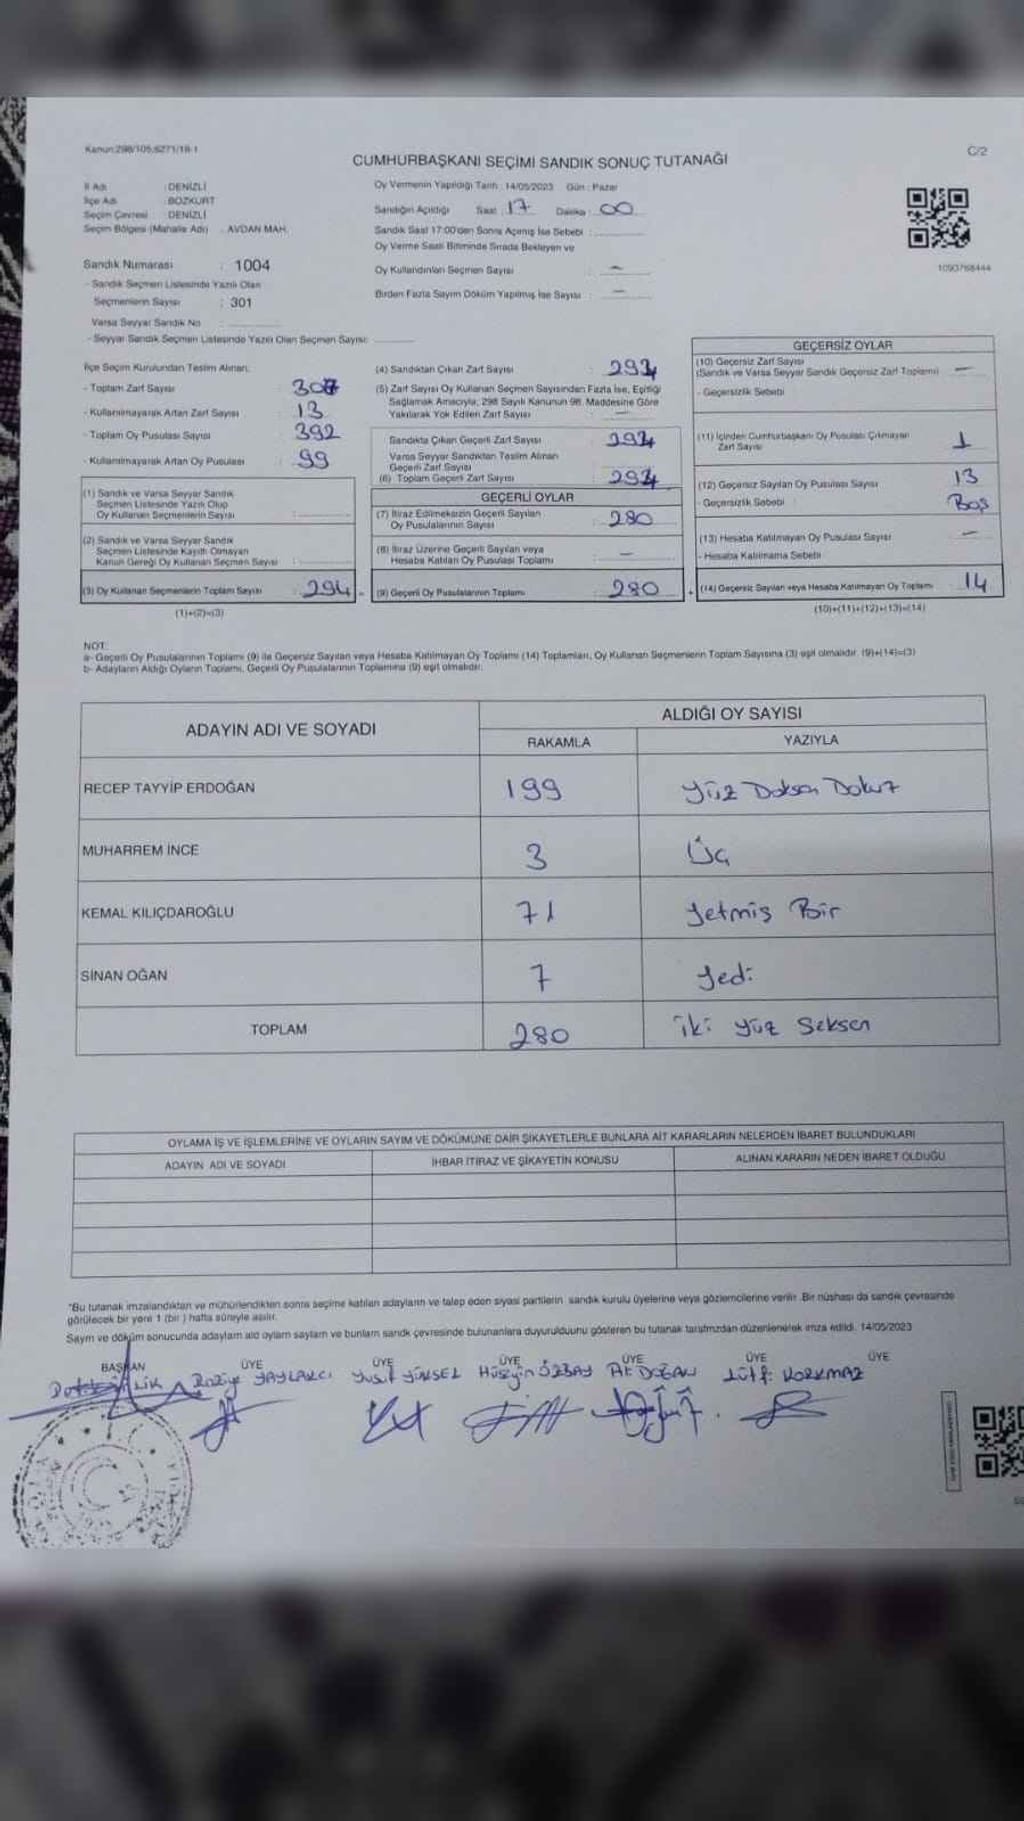 Kanun:298/105,6271/18-1
C/2
CUMHURBAŞKANI SEÇİMİ SANDIK SONUÇ TUTANAĞI
İl Adı : DENİZLİ
İlçe Adı : BOZKURT
Seçim Çevresi : DENİZLİ
Seçim Bölgesi (Mahalle Adı) : AVDAN MAH.
Oy Vermenin Yapıldığı Tarih : 14/05/2023 Gün : Pazar
Sandığın Açıldığı Saat : 17 Dakika : 00
Sandık Saat 17:00'den Sonra Açılmış İse Sebebi :
Oy Verme Saati Bitiminde Sırada Bekleyen ve
Oy Kullandırılan Seçmen Sayısı : -
Birden Fazla Sayım Döküm Yapılmış İse Sayısı : -
1090768444
Sandık Numarası : 1004
- Sandık Seçmen Listesinde Yazılı Olan
Seçmenlerin Sayısı : 301
Varsa Seyyar Sandık No :
- Seyyar Sandık Seçmen Listesinde Yazılı Olan Seçmen Sayısı:
İlçe Seçim Kurulundan Teslim Alınan;
- Toplam Zarf Sayısı : 307
- Kullanılmayarak Artan Zarf Sayısı : 13
- Toplam Oy Pusulası Sayısı : 392
- Kullanılmayarak Artan Oy Pusulası : 99
(1) Sandık ve Varsa Seyyar Sandık
Seçmen Listesinde Yazılı Olup
Oy Kullanan Seçmenlerin Sayısı :
(2) Sandık ve Varsa Seyyar Sandık
Seçmen Listesinde Kayıtlı Olmayan
Kanun Gereği Oy Kullanan Seçmen Sayısı :
(3) Oy Kullanan Seçmenlerin Toplam Sayısı : 294
(1)+(2)=(3)
(4) Sandıktan Çıkan Zarf Sayısı : 294
(5) Zarf Sayısı Oy Kullanan Seçmen Sayısından Fazla İse, Eşitliği
Sağlamak Amacıyla, 298 Sayılı Kanunun 98. Maddesine Göre
Yakılarak Yok Edilen Zarf Sayısı : -
Sandıkta Çıkan Geçerli Zarf Sayısı : 294
Varsa Seyyar Sandıktan Teslim Alınan
Geçerli Zarf Sayısı :
(6) Toplam Geçerli Zarf Sayısı : 294
GEÇERLİ OYLAR
(7) İtiraz Edilmeksizin Geçerli Sayılan
Oy Pusulalarının Sayısı : 280
(8) İtiraz Üzerine Geçerli Sayılan veya
Hesaba Katılan Oy Pusulası Toplamı : -
(9) Geçerli Oy Pusulalarının Toplamı : 280
GEÇERSİZ OYLAR
(10) Geçersiz Zarf Sayısı
(Sandık ve Varsa Seyyar Sandık Geçersiz Zarf Toplamı) : -
- Geçersizlik Sebebi
(11) İçinden Cumhurbaşkanı Oy Pusulası Çıkmayan
Zarf Sayısı : 1
(12) Geçersiz Sayılan Oy Pusulası Sayısı : 13
- Geçersizlik Sebebi : Boş
(13) Hesaba Katılmayan Oy Pusulası Sayısı : -
- Hesaba Katılmama Sebebi
+ (14) Geçersiz Sayılan veya Hesaba Katılmayan Oy Toplamı : 14
(10)+(11)+(12)+(13)=(14)
NOT:
a- Geçerli Oy Pusulalarının Toplamı (9) ile Geçersiz Sayılan veya Hesaba Katılmayan Oy Toplamı (14) Toplamları, Oy Kullanan Seçmenlerin Toplam Sayısına (3) eşit olmalıdır. (9)+(14)=(3)
b- Adayların Aldığı Oyların Toplamı, Geçerli Oy Pusulalarının Toplamına (9) eşit olmalıdır.
ADAYIN ADI VE SOYADI
ALDIĞI OY SAYISI
RAKAMLA YAZIYLA
RECEP TAYYİP ERDOĞAN 199 Yüz Doksan Dokuz
MUHARREM İNCE 3 Üç
KEMAL KILIÇDAROĞLU 71 Yetmiş Bir
SİNAN OĞAN 7 Yedi
TOPLAM 280 iki yüz Seksen
OYLAMA İŞ VE İŞLEMLERİNE VE OYLARIN SAYIM VE DÖKÜMÜNE DAİR ŞİKAYETLERLE BUNLARA AİT KARARLARIN NELERDEN İBARET BULUNDUKLARI
ADAYIN ADI VE SOYADI İHBAR İTİRAZ VE ŞİKAYETİN KONUSU ALINAN KARARIN NEDEN İBARET OLDUĞU
*Bu tutanak imzalandıktan ve mühürlendikten sonra seçime katılan adayların ve talep eden siyasi partilerin sandık kurulu üyelerine veya gözlemcilerine verilir. Bir nüshası da sandık çevresinde
görülecek bir yere 1 (bir) hafta süreyle asılır.
Sayım ve döküm sonucunda adayların aldı oyların sayıları ve bunların sandık çevresinde bulunanlara duyurulduunu gösteren bu tutanak tarafımzdan düzenlenerek imza edildi. 14/05/2023
BAŞKAN ÜYE ÜYE ÜYE ÜYE ÜYE ÜYE
Raziye YAYLACI Yusuf YÜKSEL Hüseyin ÖZBAY DOĞAN Lütfi KORKMAZ